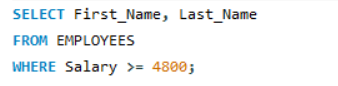 SELECT First_Name, Last_Name
FROM EMPLOYEES
WHERE Salary >= 4800;